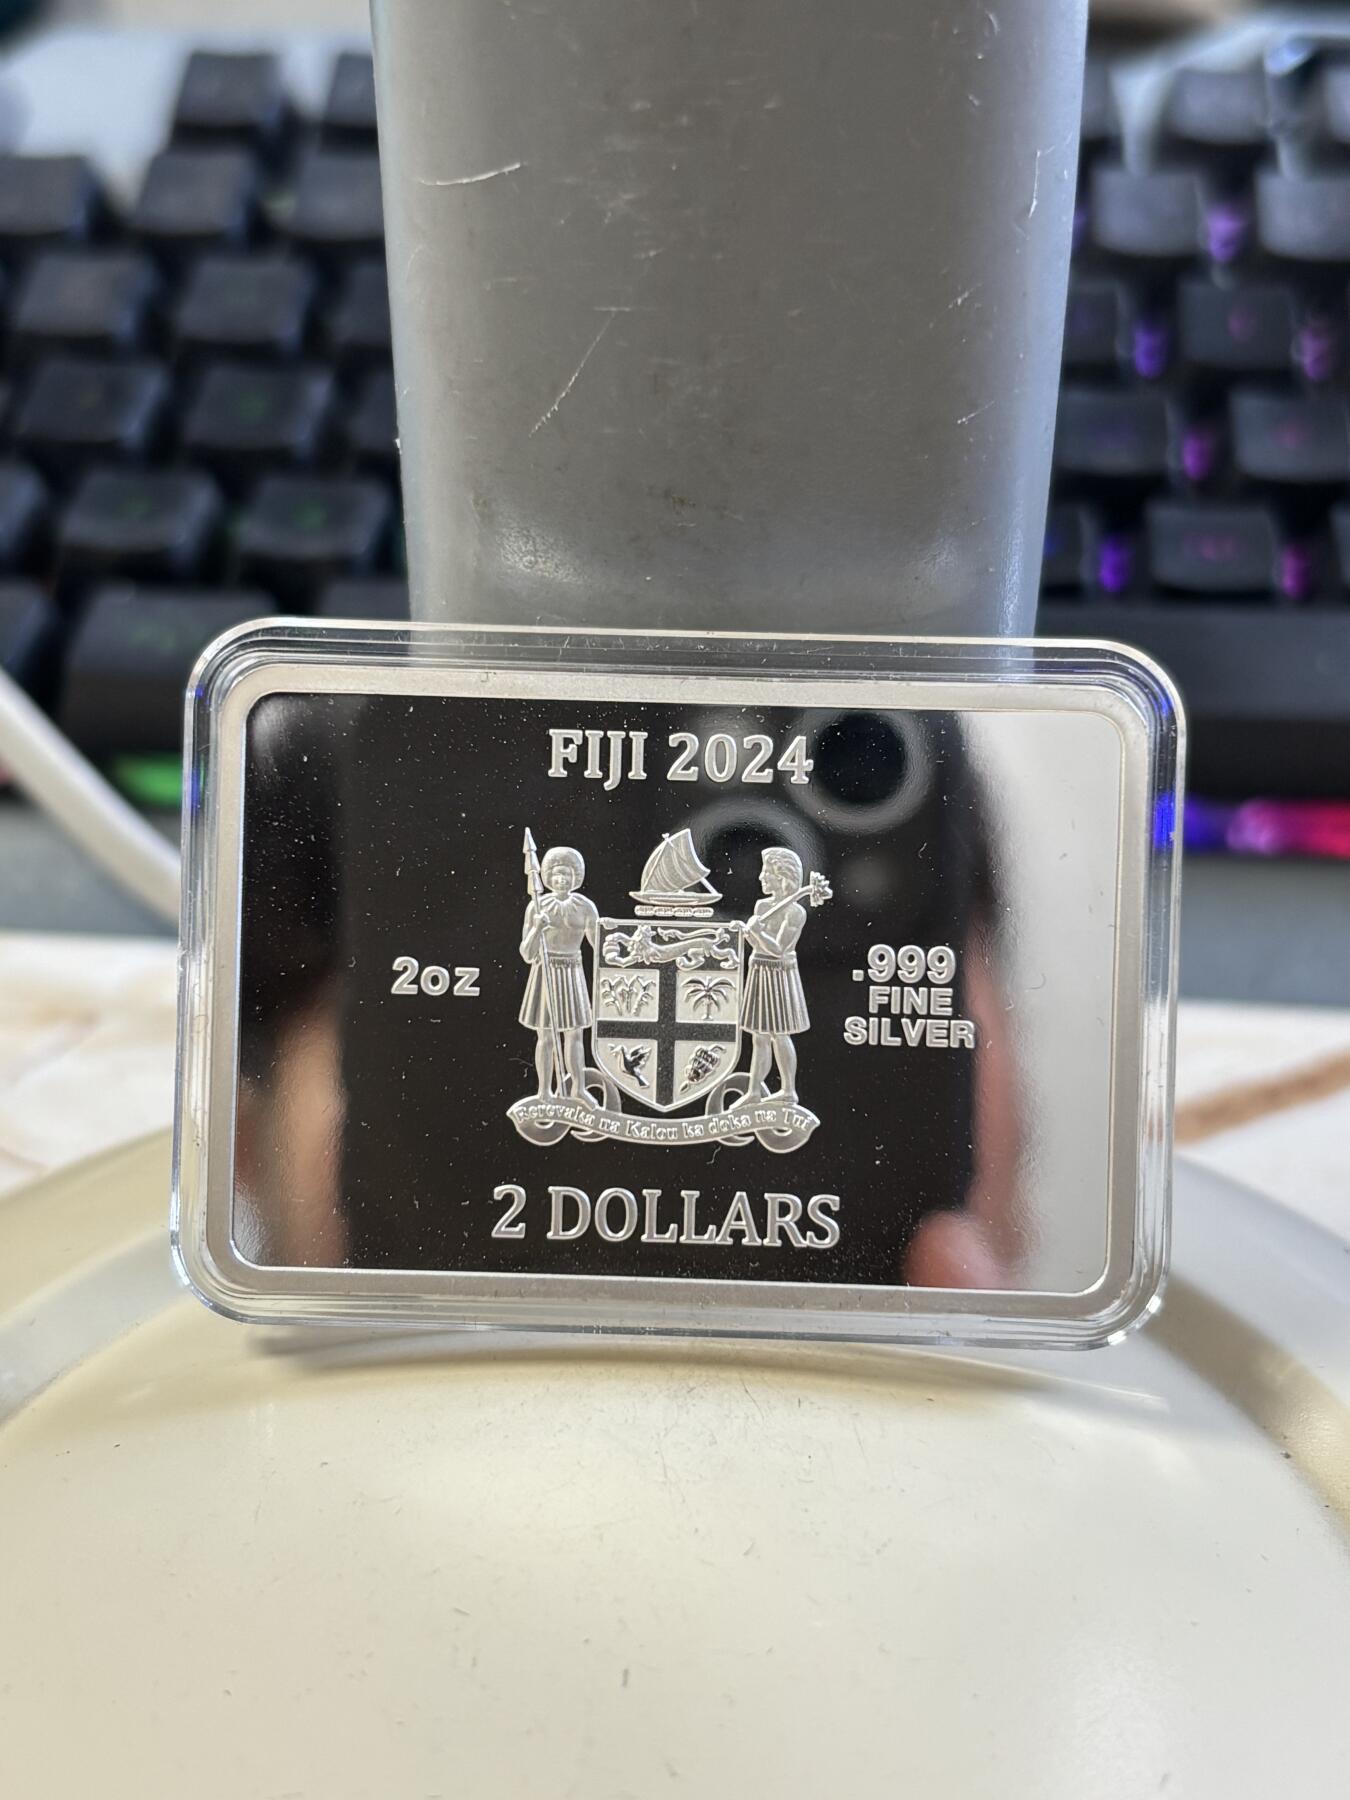 FIJI 2024
2oz
.999
FINE
SILVER
Rerevaka na Kalou ka doka na Tui
2 DOLLARS